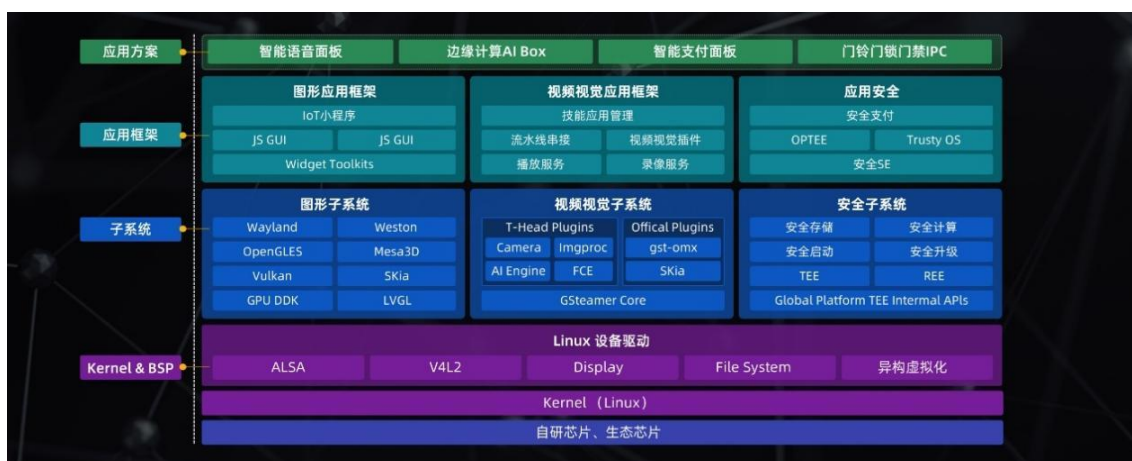 应用方案
智能语音面板 边缘计算AI Box 智能支付面板 门铃门锁门禁IPC
应用框架
图形应用框架
IoT小程序
JS GUI JS GUI
Widget Toolkits
视频视觉应用框架
技能应用管理
流水线串接 视频视觉插件
播放服务 录像服务
应用安全
安全支付
OPTEE Trusty OS
安全SE
子系统
图形子系统
Wayland Weston
OpenGLES Mesa3D
Vulkan SKia
GPU DDK LVGL
视频视觉子系统
T-Head Plugins Offical Plugins
Camera Imgproc gst-omx
AI Engine FCE SKia
GSteamer Core
安全子系统
安全存储 安全计算
安全启动 安全升级
TEE REE
Global Platform TEE Intermal APIs
Kernel & BSP
Linux 设备驱动
ALSA V4L2 Display File System 异构虚拟化
Kernel （Linux）
自研芯片、生态芯片